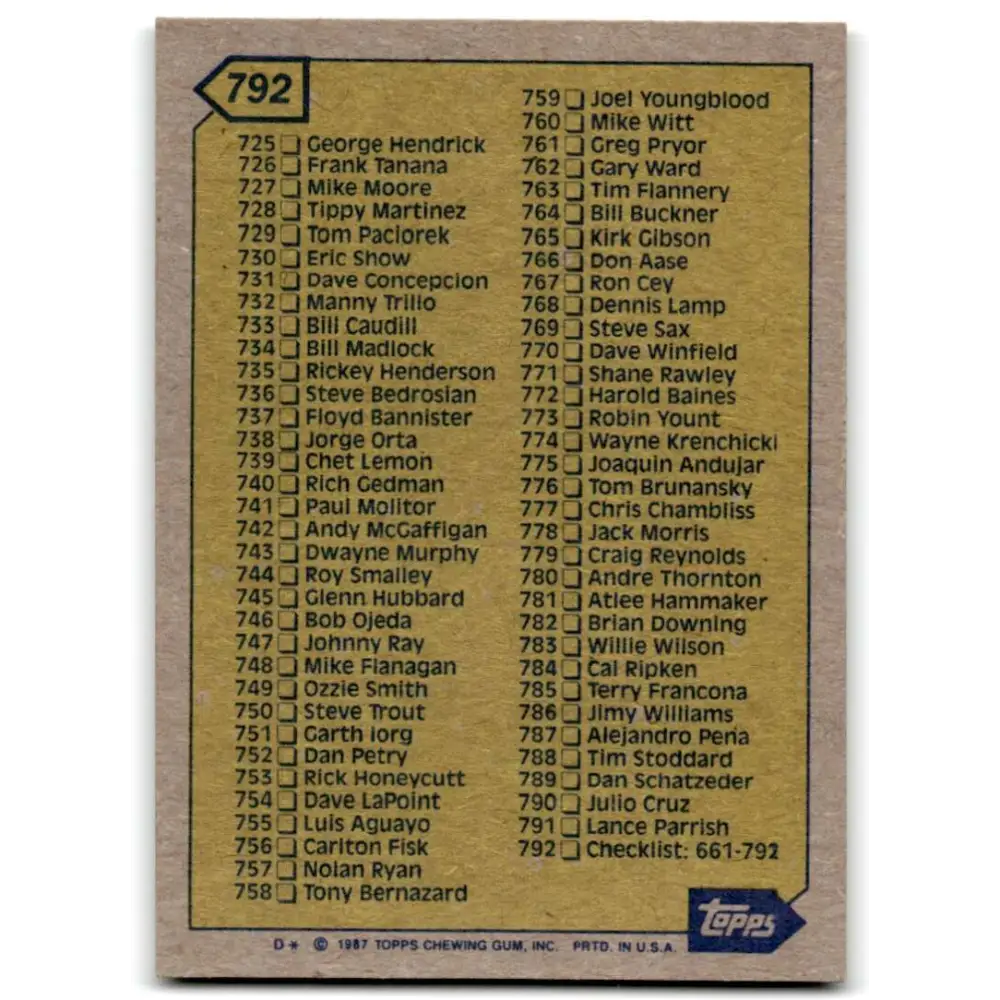 792
725 George Hendrick
726 Frank Tanana
727 Mike Moore
728 Tippy Martinez
729 Tom Paciorek
730 Eric Show
731 Dave Concepcion
732 Manny Trillo
733 Bill Caudill
734 Bill Madlock
735 Rickey Henderson
736 Steve Bedrosian
737 Floyd Bannister
738 Jorge Orta
739 Chet Lemon
740 Rich Gedman
741 Paul Molitor
742 Andy McGaffigan
743 Dwayne Murphy
744 Roy Smalley
745 Glenn Hubbard
746 Bob Ojeda
747 Johnny Ray
748 Mike Flanagan
749 Ozzie Smith
750 Steve Trout
751 Garth Iorg
752 Dan Petry
753 Rick Honeycutt
754 Dave LaPoint
755 Luis Aguayo
756 Carlton Fisk
757 Nolan Ryan
758 Tony Bernazard
759 Joel Youngblood
760 Mike Witt
761 Greg Pryor
762 Gary Ward
763 Tim Flannery
764 Bill Buckner
765 Kirk Gibson
766 Don Aase
767 Ron Cey
768 Dennis Lamp
769 Steve Sax
770 Dave Winfield
771 Shane Rawley
772 Harold Baines
773 Robin Yount
774 Wayne Krenchicki
775 Joaquin Andujar
776 Tom Brunansky
777 Chris Chambliss
778 Jack Morris
779 Craig Reynolds
780 Andre Thornton
781 Atlee Hammaker
782 Brian Downing
783 Willie Wilson
784 Cal Ripken
785 Terry Francona
786 Jimy Williams
787 Alejandro Pena
788 Tim Stoddard
789 Dan Schatzeder
790 Julio Cruz
791 Lance Parrish
792 Checklist: 661-792
Topps
D* © 1987 TOPPS CHEWING GUM, INC. PRTD. IN U.S.A.